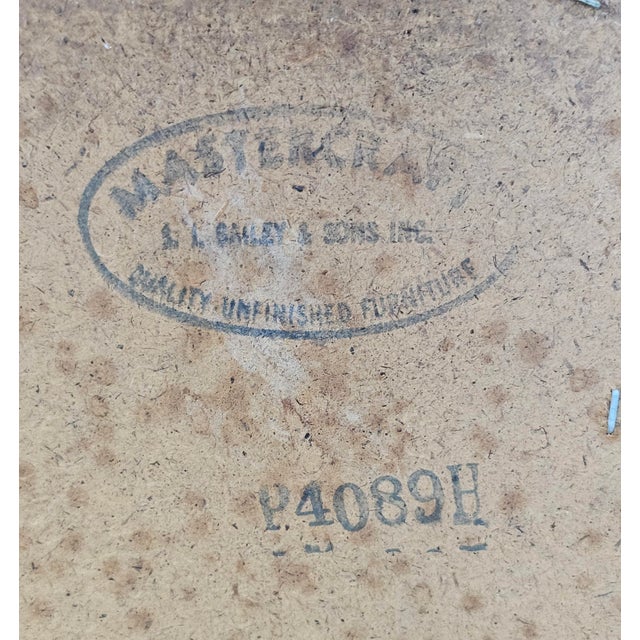 MASTERCRAFT
S. L. BAILEY & SONS INC.
QUALITY UNFINISHED FURNITURE
P4089H